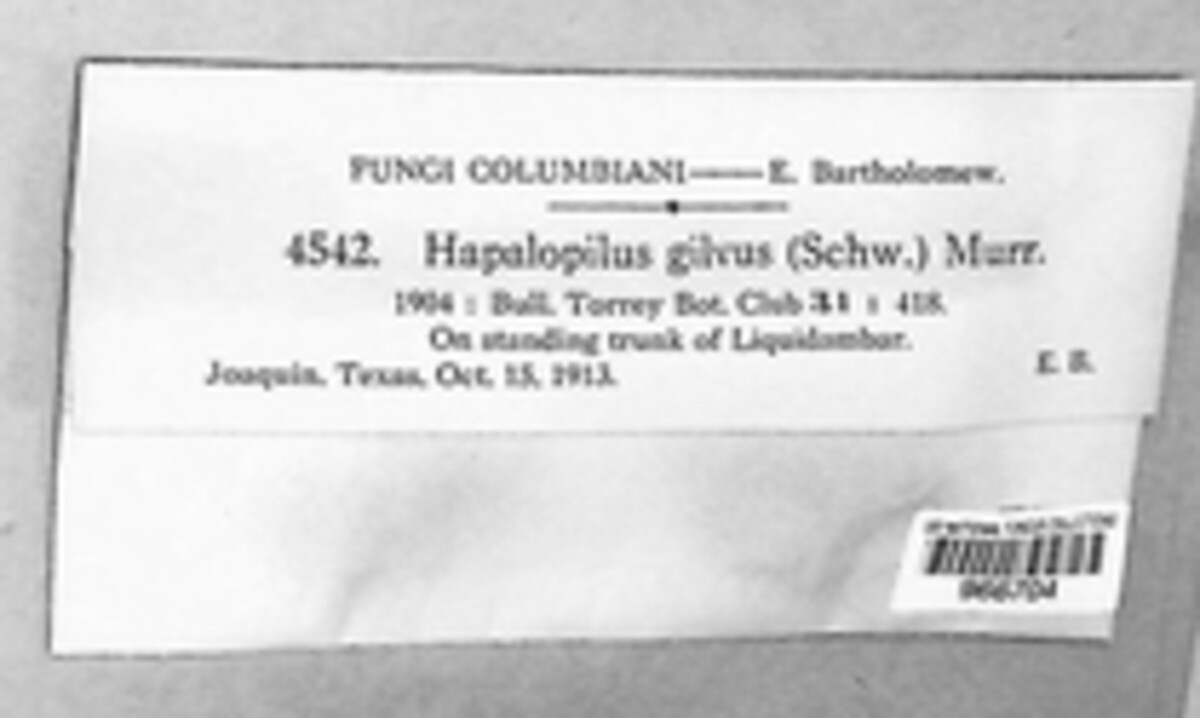 FUNGI COLUMBIANI——E. Bartholomew.
4542. Hapalopilus gilvus (Schw.) Murr.
1904 : Bull. Torrey Bot. Club 31 : 418.
On standing trunk of Liquidambar.
Joaquin, Texas, Oct. 15, 1913.
E. B.
966704